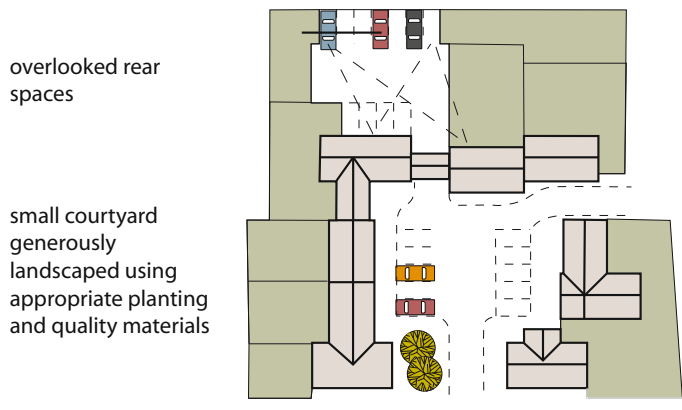 overlooked rear
spaces
small courtyard
generously
landscaped using
appropriate planting
and quality materials